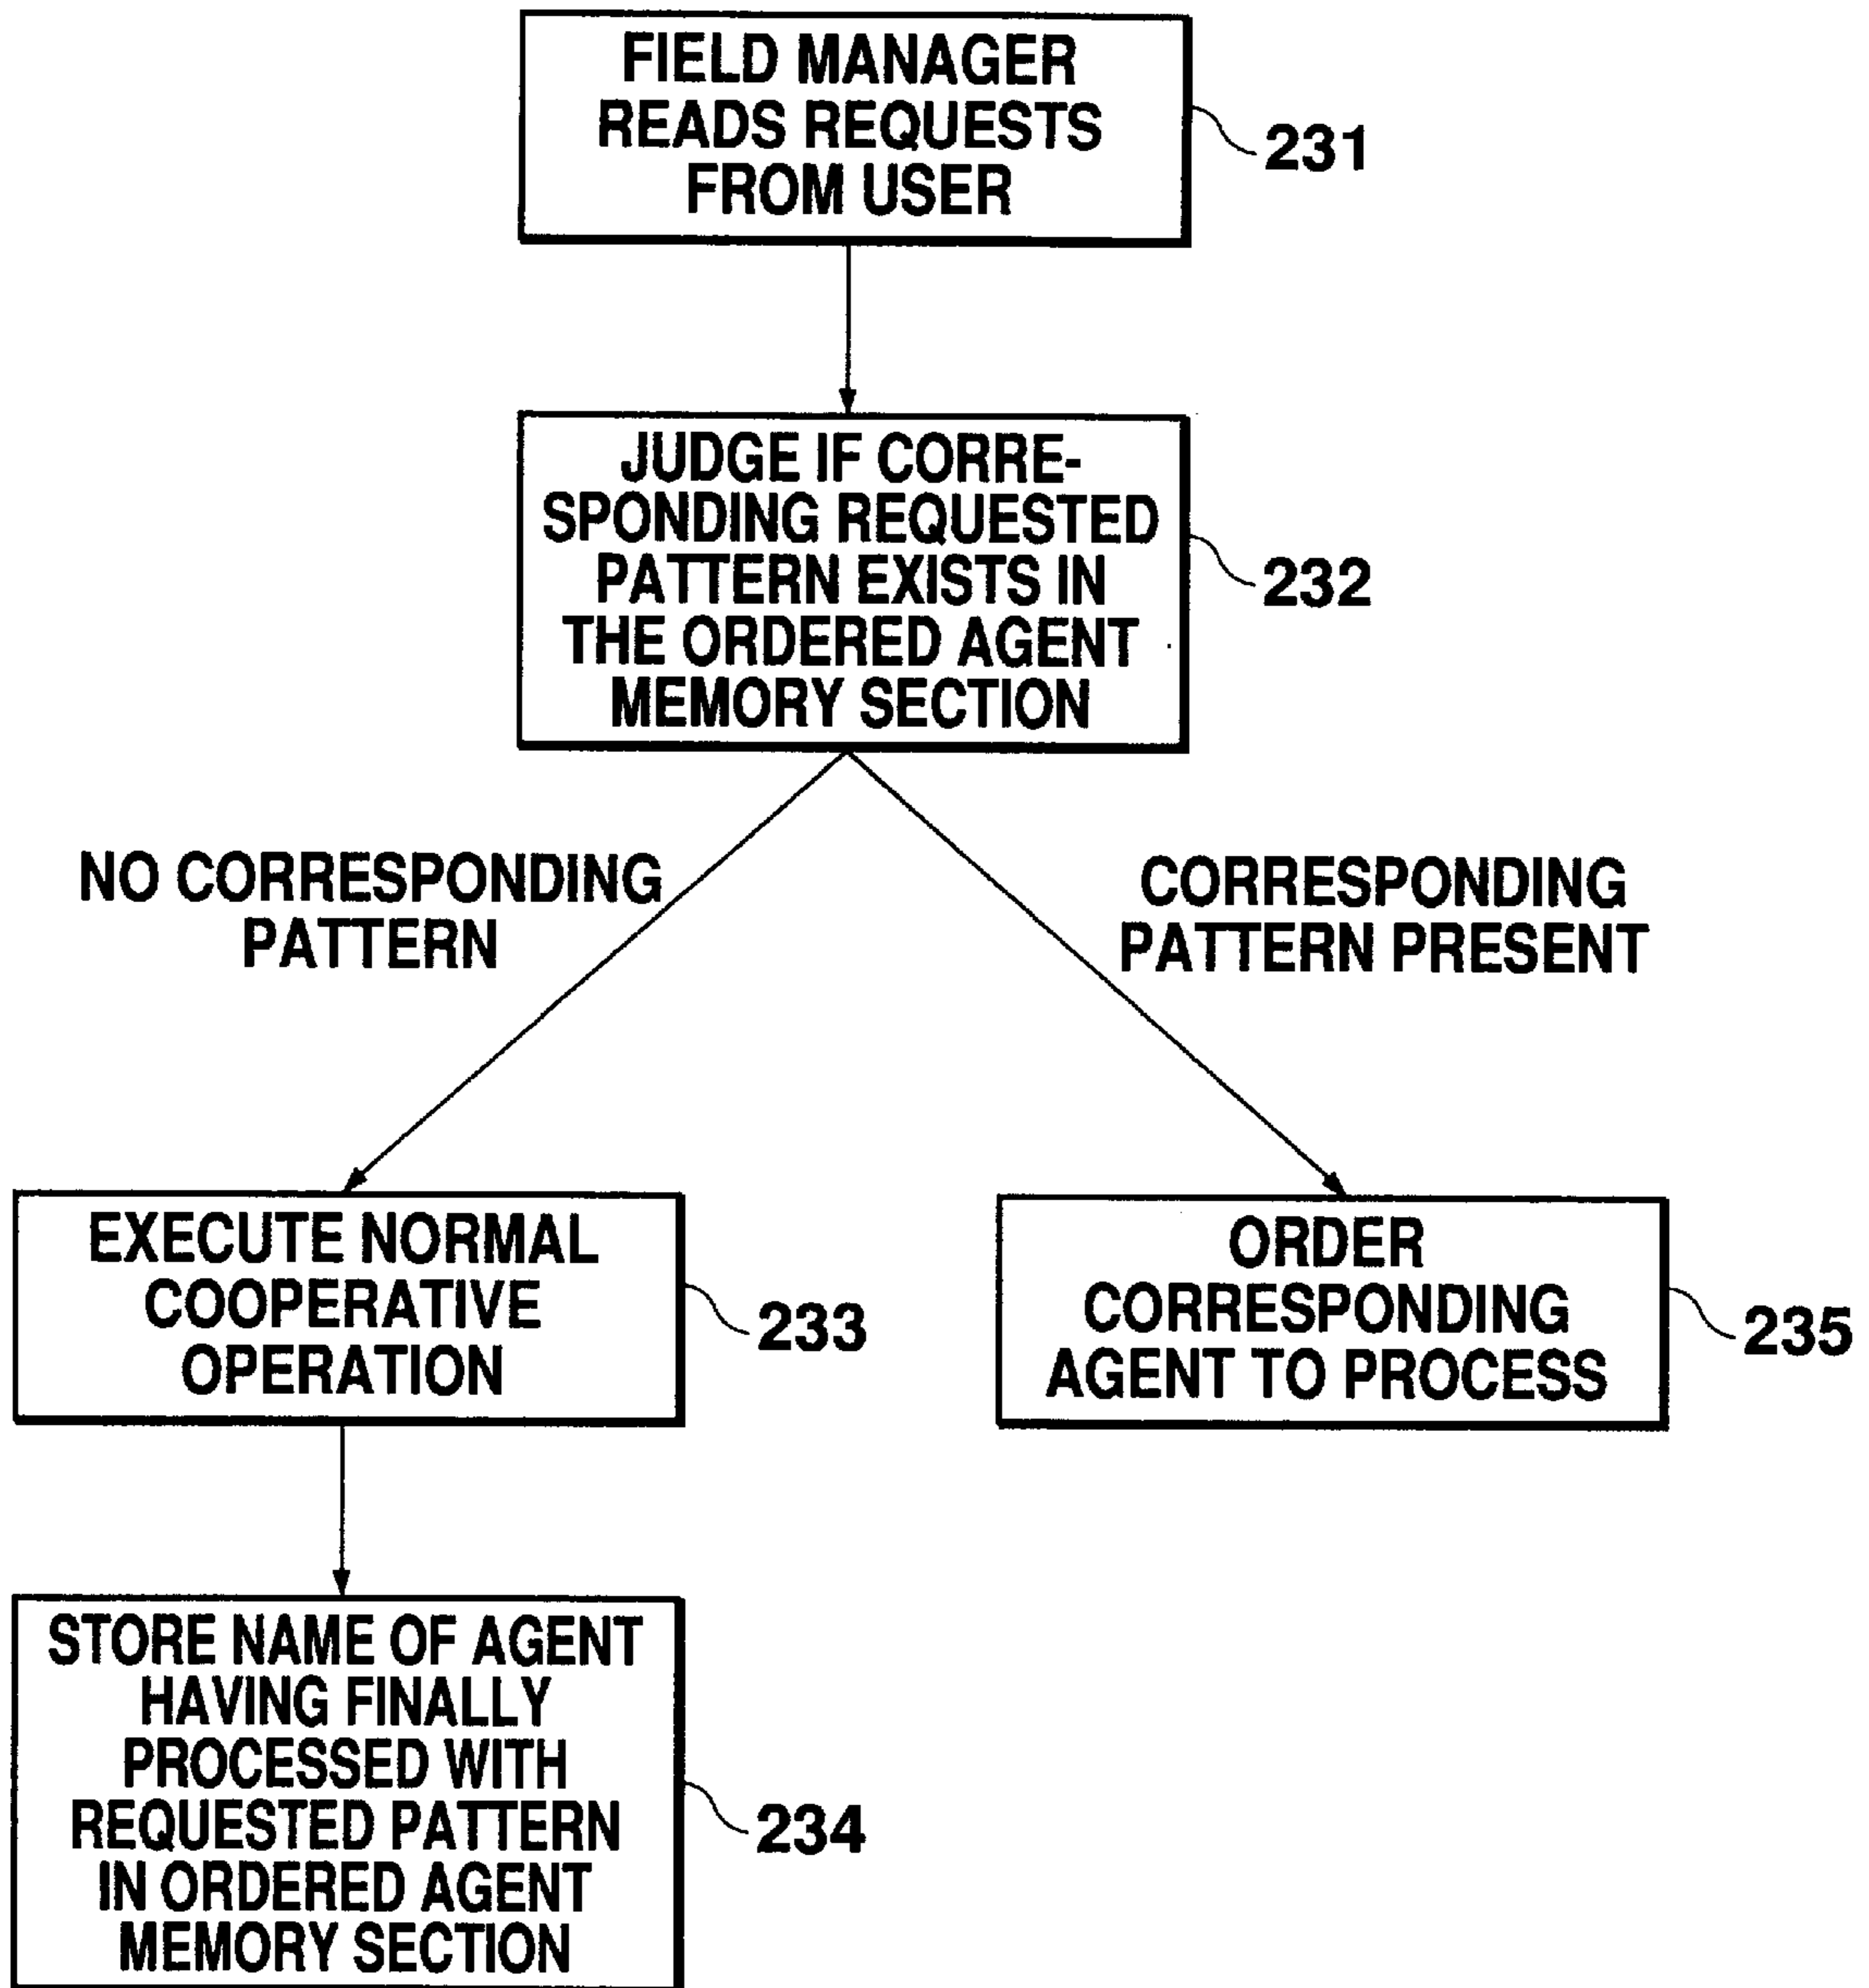 FIELD MANAGER
READS REQUESTS
FROM USER
231
JUDGE IF CORRE-
SPONDING REQUESTED
PATTERN EXISTS IN
THE ORDERED AGENT
MEMORY SECTION
232
NO CORRESPONDING
PATTERN
CORRESPONDING
PATTERN PRESENT
EXECUTE NORMAL
COOPERATIVE
OPERATION
233
ORDER
CORRESPONDING
AGENT TO PROCESS
235
STORE NAME OF AGENT
HAVING FINALLY
PROCESSED WITH
REQUESTED PATTERN
IN ORDERED AGENT
MEMORY SECTION
234